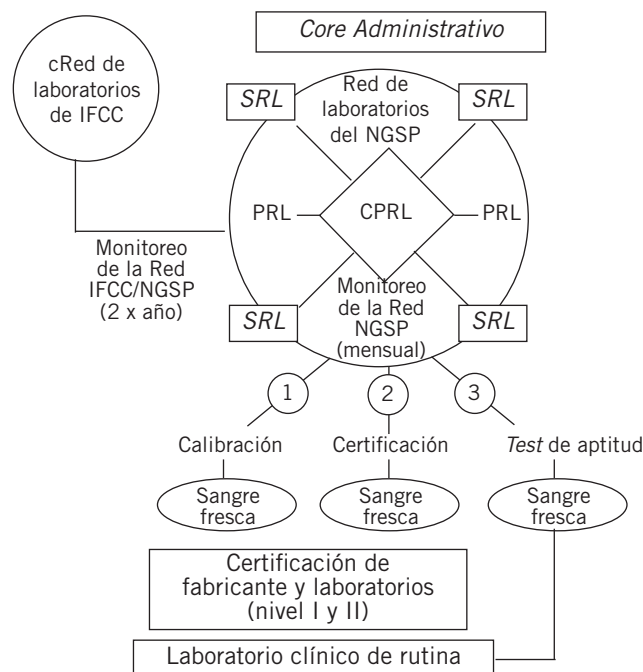 Core Administrativo
cRed de
laboratorios
de IFCC
SRL
Red de
laboratorios
del NGSP
SRL
PRL
CPRL
PRL
Monitoreo
de la Red
IFCC/NGSP
(2 x año)
SRL
Monitoreo
de la Red
NGSP
(mensual)
SRL
1
2
3
Calibración
Certificación
Test de aptitud
Sangre
fresca
Sangre
fresca
Sangre
fresca
Certificación de
fabricante y laboratorios
(nivel I y II)
Laboratorio clínico de rutina